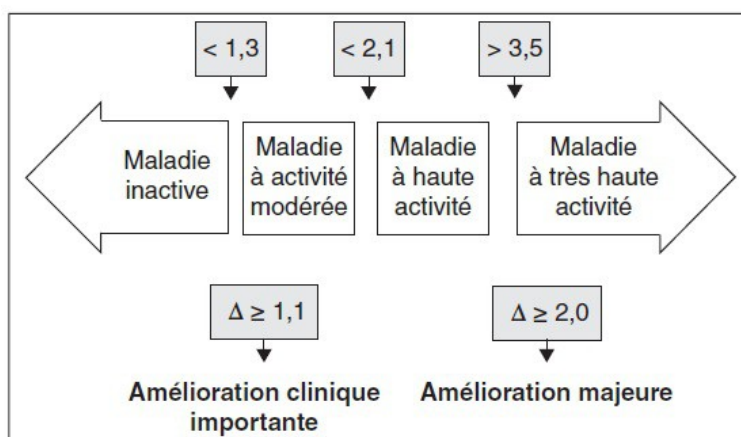 < 1,3
< 2,1
> 3,5
Maladie
inactive
Maladie
à activité
modérée
Maladie
à haute
activité
Maladie
à très haute
activité
Δ ≥ 1,1
Δ ≥ 2,0
Amélioration clinique
importante
Amélioration majeure